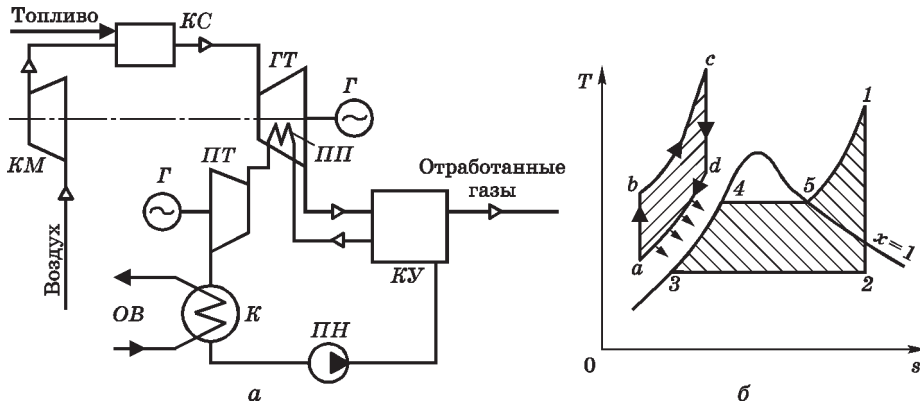 Топливо
КС
ГТ
Г
КМ
ПТ
ПП
Г
Отработанные
газы
Воздух
КУ
ОВ
К
ПН
а
T
c
1
b
d
4
5
a
3
x = 1
2
0
s
б